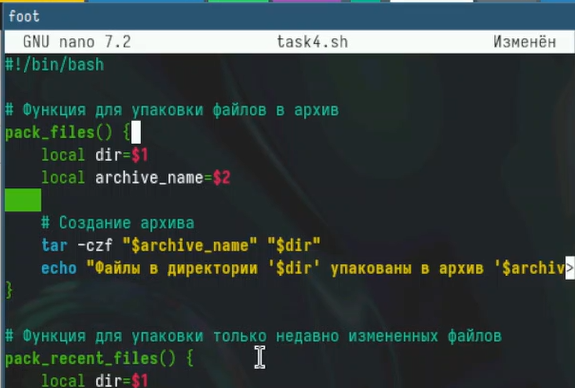 foot
GNU nano 7.2 task4.sh Изменён
#!/bin/bash
# Функция для упаковки файлов в архив
pack_files() {
local dir=$1
local archive_name=$2
# Создание архива
tar -czf "$archive_name" "$dir"
echo "Файлы в директории '$dir' упакованы в архив '$archiv>
}
# Функция для упаковки только недавно измененных файлов
pack_recent_files() {
local dir=$1